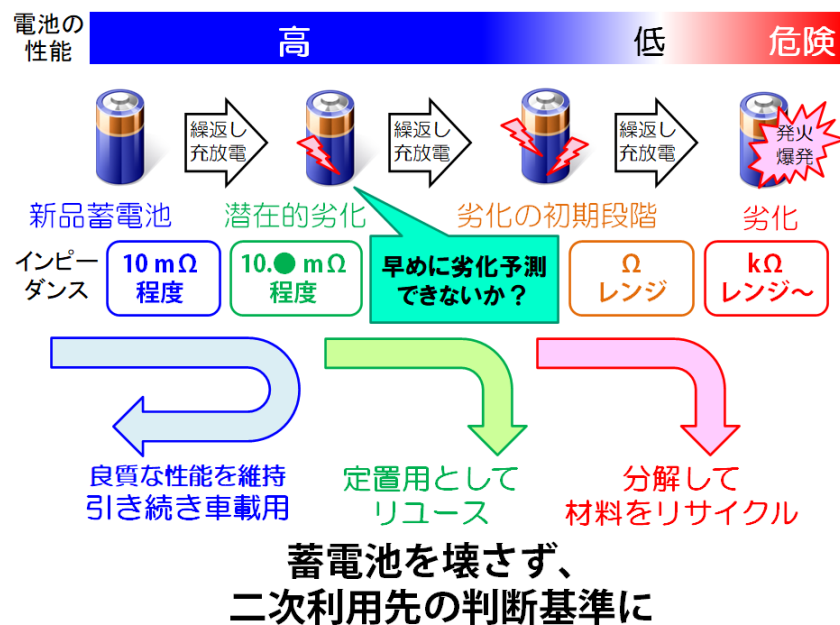 電池の
性能
高
低
危険
繰返し
充放電
繰返し
充放電
繰返し
充放電
発火
爆発
新品蓄電池
潜在的劣化
劣化の初期段階
劣化
インピー
ダンス
10 mΩ
程度
10.● mΩ
程度
早めに劣化予測
できないか？
Ω
レンジ
kΩ
レンジ～
良質な性能を維持
引き続き車載用
定置用として
リユース
分解して
材料をリサイクル
蓄電池を壊さず、
二次利用先の判断基準に